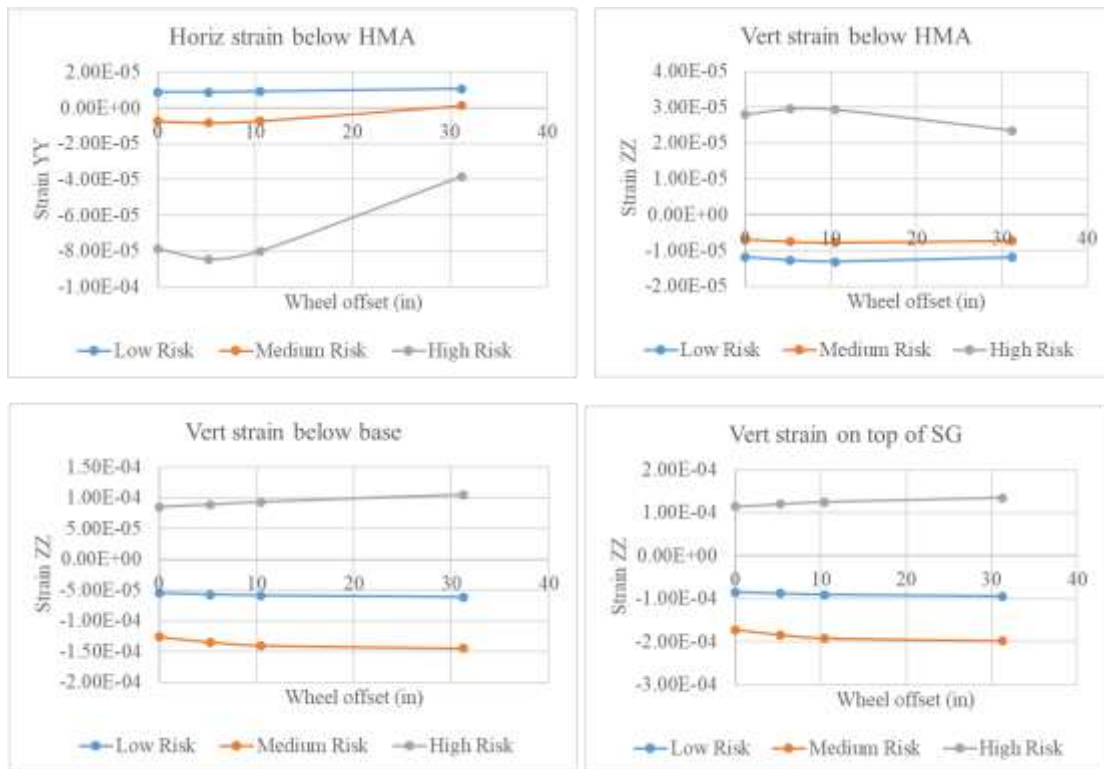 Horiz strain below HMA
2.00E-05
0.00E+00
-2.00E-05
-4.00E-05
-6.00E-05
-8.00E-05
-1.00E-04
0 10 20 30 40
Strain YY
Wheel offset (in)
Low Risk Medium Risk High Risk
Vert strain below HMA
4.00E-05
3.00E-05
2.00E-05
1.00E-05
0.00E+00
-1.00E-05
-2.00E-05
0 10 20 30 40
Strain ZZ
Wheel offset (in)
Low Risk Medium Risk High Risk
Vert strain below base
1.50E-04
1.00E-04
5.00E-05
0.00E+00
-5.00E-05
-1.00E-04
-1.50E-04
-2.00E-04
0 10 20 30 40
Strain ZZ
Wheel offset (in)
Low Risk Medium Risk High Risk
Vert strain on top of SG
2.00E-04
1.00E-04
0.00E+00
-1.00E-04
-2.00E-04
-3.00E-04
0 10 20 30 40
Strain ZZ
Wheel offset (in)
Low Risk Medium Risk High Risk